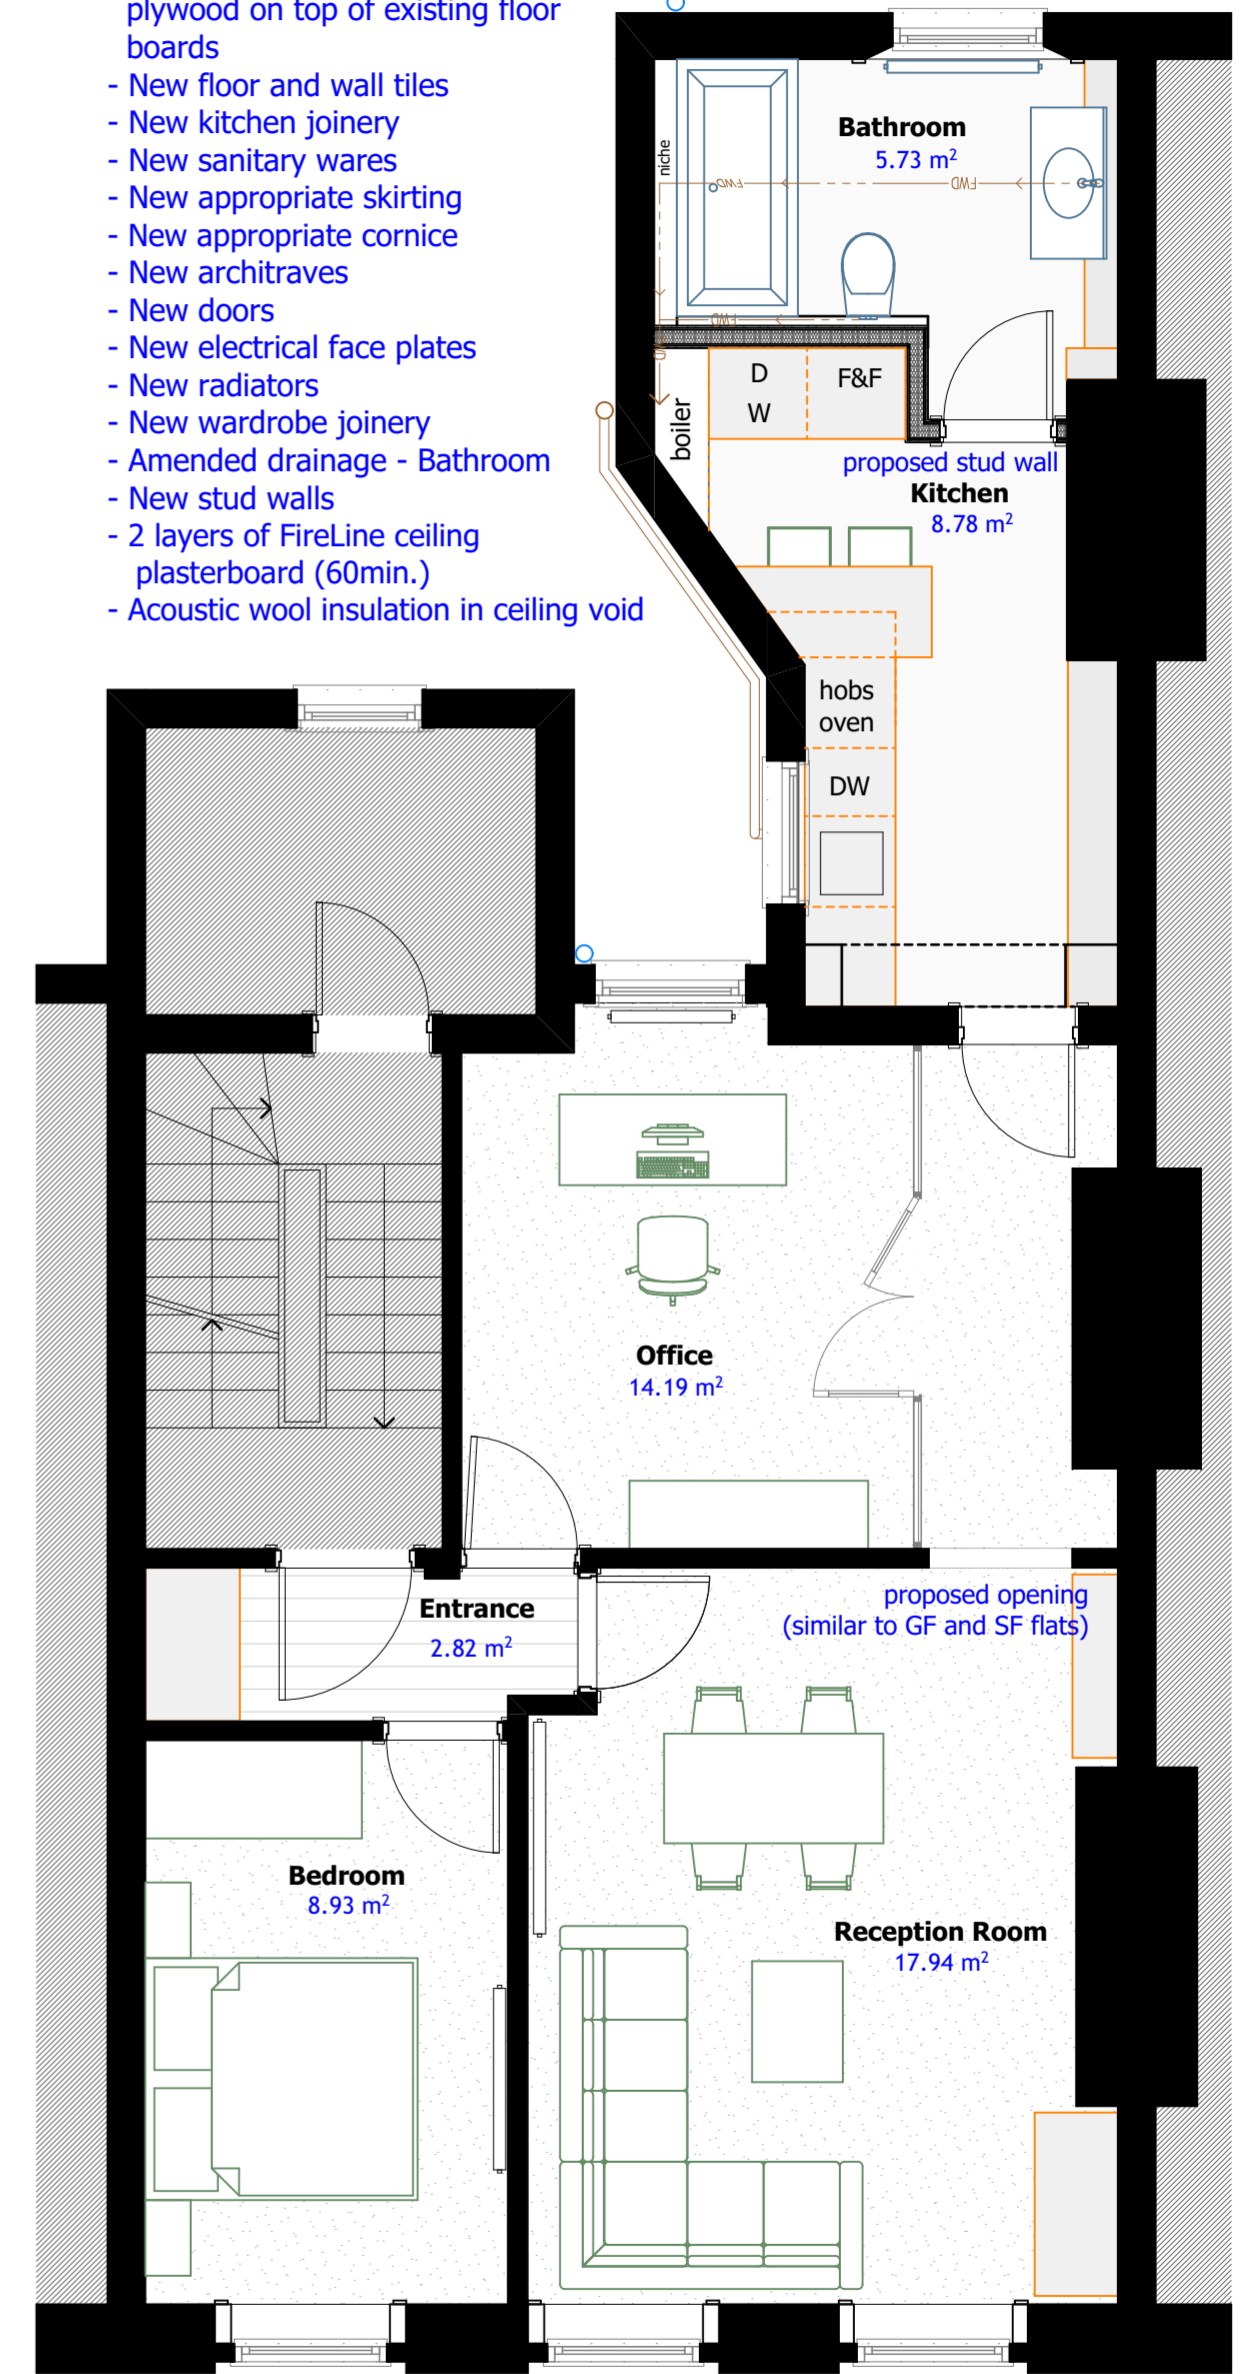 plywood on top of existing floor
boards
- New floor and wall tiles
- New kitchen joinery
- New sanitary wares
- New appropriate skirting
- New appropriate cornice
- New architraves
- New doors
- New electrical face plates
- New radiators
- New wardrobe joinery
- Amended drainage - Bathroom
- New stud walls
- 2 layers of FireLine ceiling
plasterboard (60min.)
- Acoustic wool insulation in ceiling void
Bathroom
5.73 m²
niche
FWD
FWD
FWD
FWD
D
W
F&F
boiler
proposed stud wall
Kitchen
8.78 m²
hobs
oven
DW
Office
14.19 m²
proposed opening
(similar to GF and SF flats)
Entrance
2.82 m²
Bedroom
8.93 m²
Reception Room
17.94 m²